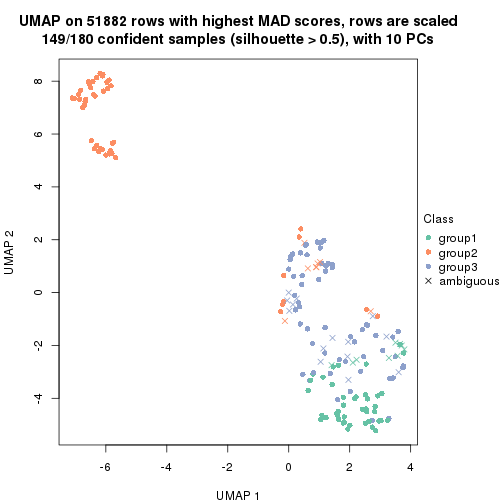 UMAP on 51882 rows with highest MAD scores, rows are scaled
149/180 confident samples (silhouette > 0.5), with 10 PCs
8
6
4
2
0
-2
-4
UMAP 2
-6
-4
-2
0
2
4
UMAP 1
Class
group1
group2
group3
ambiguous